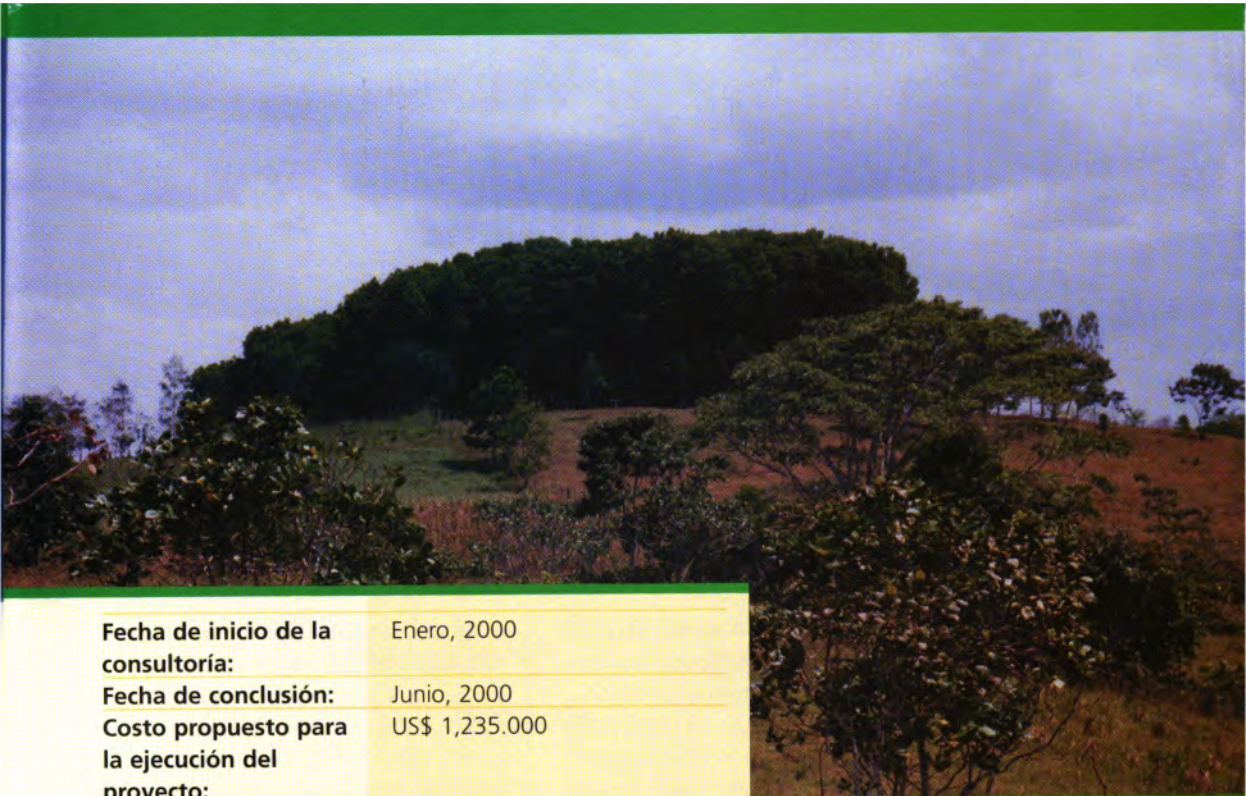 Fecha de inicio de la Enero, 2000
consultoría:
Fecha de conclusión: Junio, 2000
Costo propuesto para US$ 1,235.000
la ejecución del
proyecto: